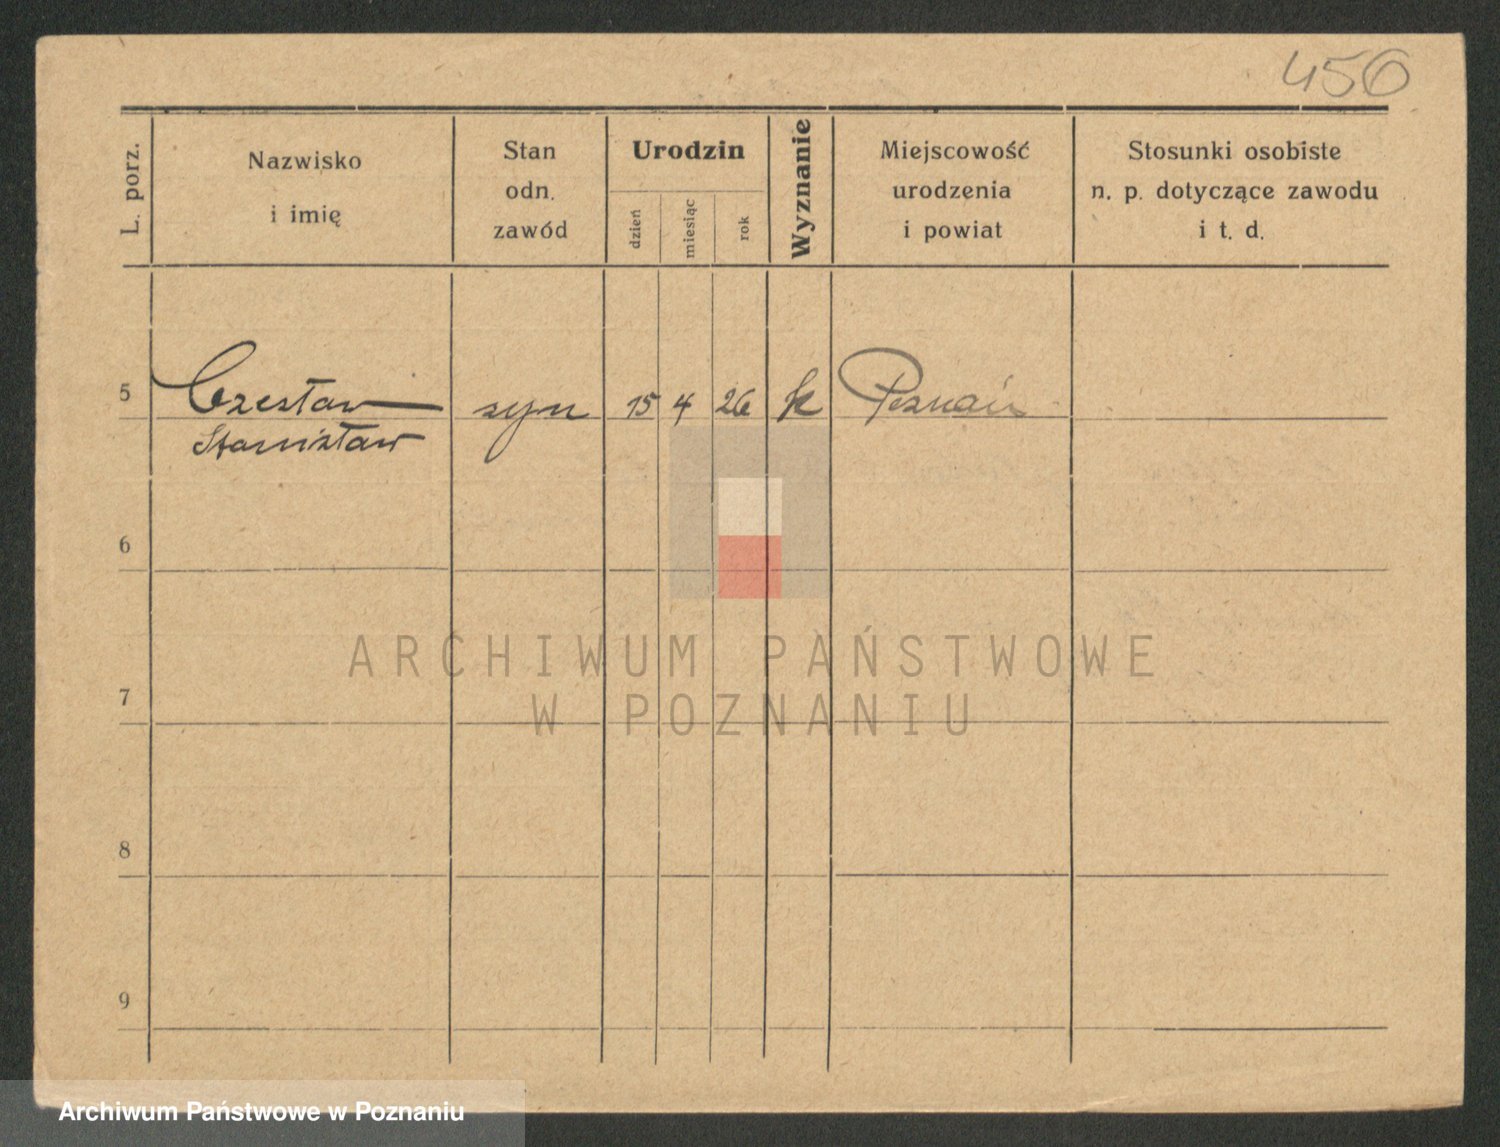 456
L. porz.
Nazwisko
i imię
Stan
odn.
zawód
Urodzin
dzień
miesiąc
rok
Wyznanie
Miejscowość
urodzenia
i powiat
Stosunki osobiste
n. p. dotyczące zawodu
i t. d.
5 Czesław syn 15 4 26 k Poznań
Stanisław
6
7
8
9
ARCHIWUM PAŃSTWOWE
W POZNANIU
Archiwum Państwowe w Poznaniu